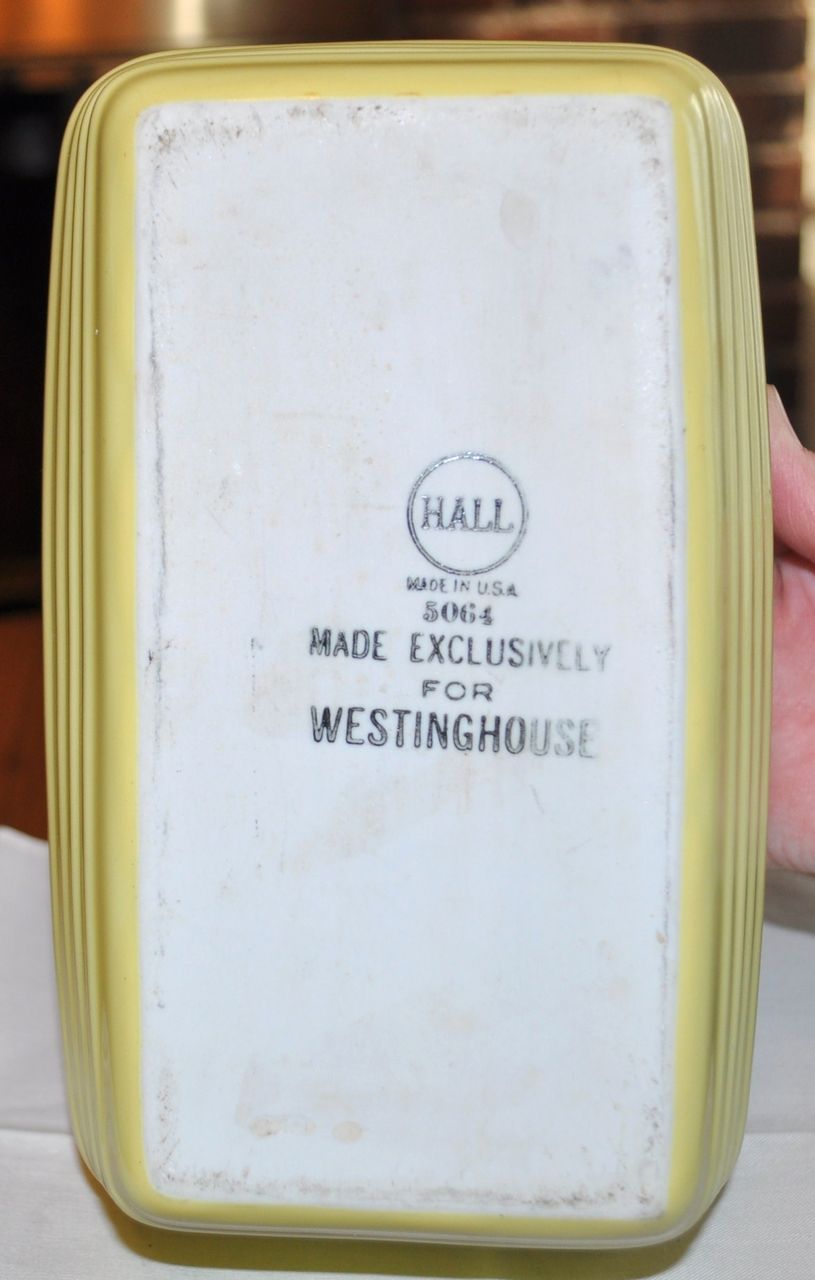 HALL
MADE IN U.S.A.
5064
MADE EXCLUSIVELY
FOR
WESTINGHOUSE